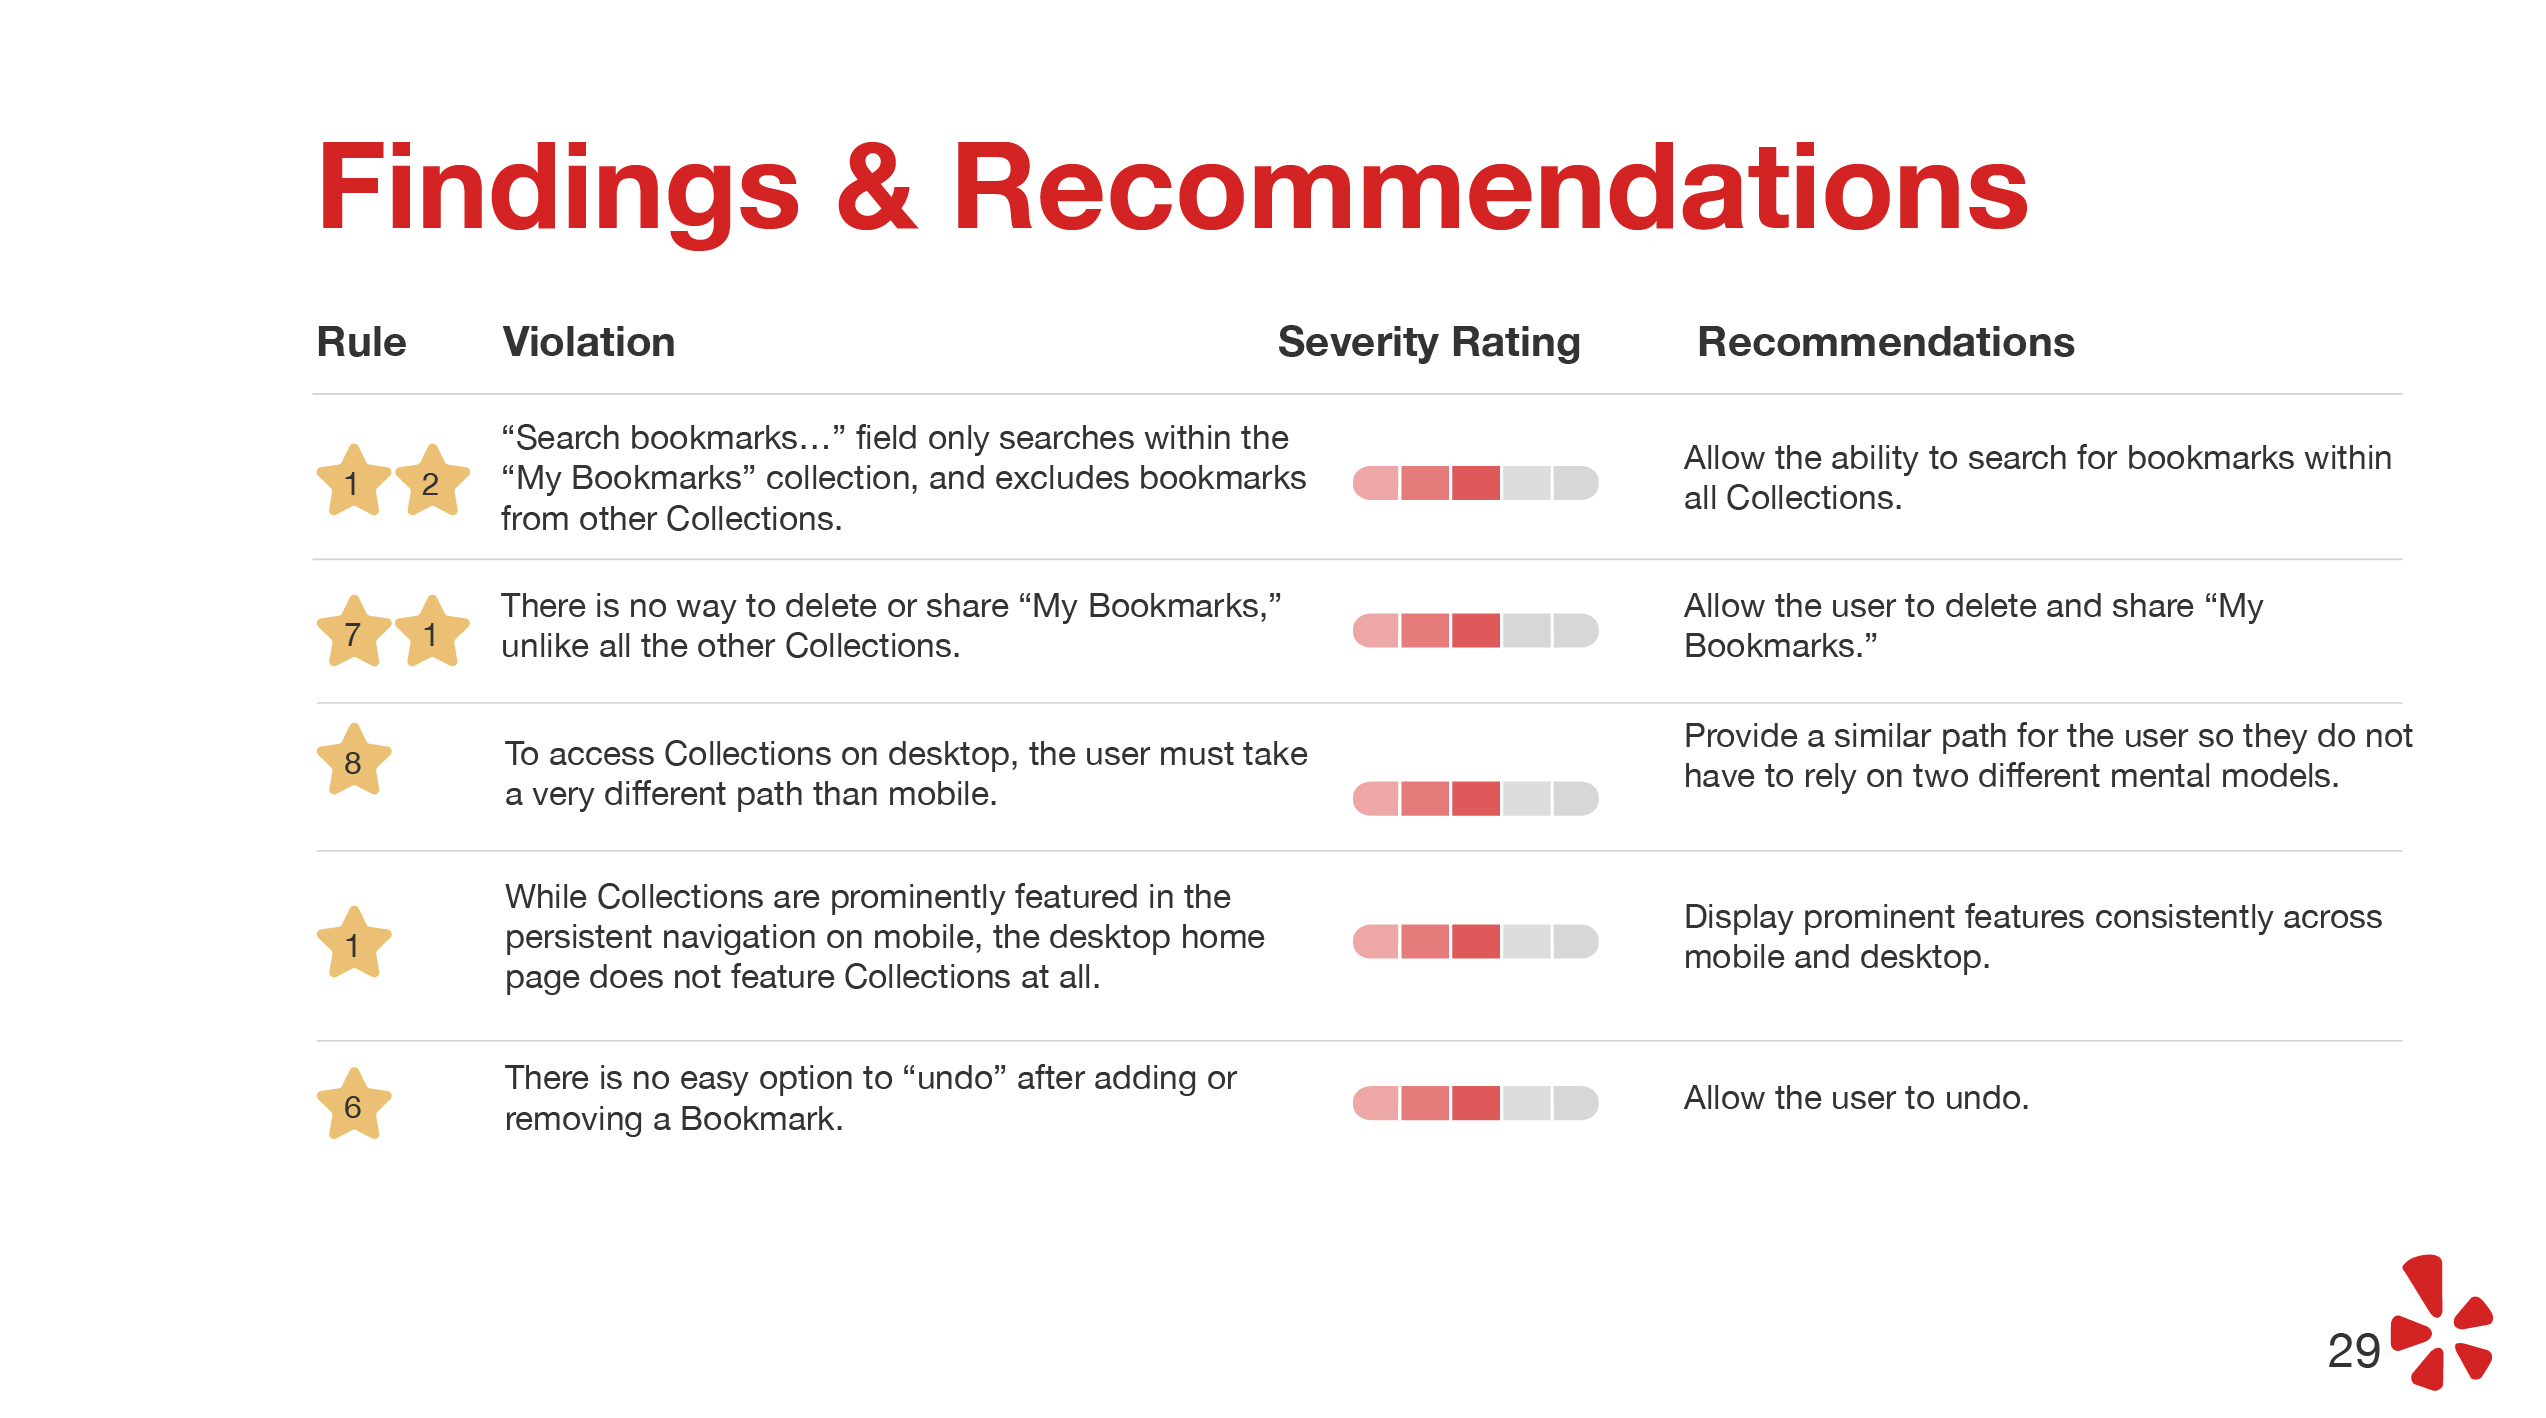 Findings & Recommendations
Rule Violation Severity Rating Recommendations
1 2
“Search bookmarks…” field only searches within the
“My Bookmarks” collection, and excludes bookmarks
from other Collections.
Allow the ability to search for bookmarks within
all Collections.
7 1
There is no way to delete or share “My Bookmarks,”
unlike all the other Collections.
Allow the user to delete and share “My
Bookmarks.”
8
To access Collections on desktop, the user must take
a very different path than mobile.
Provide a similar path for the user so they do not
have to rely on two different mental models.
1
While Collections are prominently featured in the
persistent navigation on mobile, the desktop home
page does not feature Collections at all.
Display prominent features consistently across
mobile and desktop.
6
There is no easy option to “undo” after adding or
removing a Bookmark.
Allow the user to undo.
29